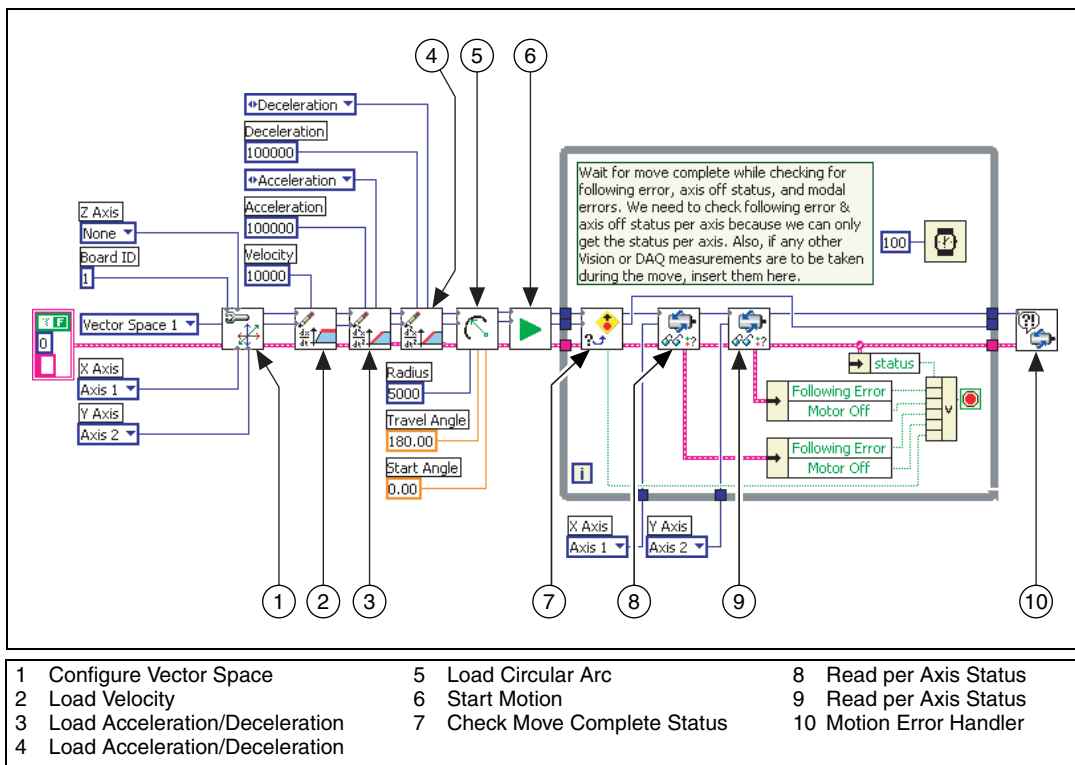 4
5
6
Deceleration
Deceleration
100000
Acceleration
Acceleration
100000
Velocity
10000
Z Axis
None
Board ID
1
Vector Space 1
F
0
X Axis
Axis 1
Y Axis
Axis 2
Radius
5000
Travel Angle
180.00
Start Angle
0.00
Wait for move complete while checking for
following error, axis off status, and modal
errors. We need to check following error &
axis off status per axis because we can only
get the status per axis. Also, if any other
Vision or DAQ measurements are to be taken
during the move, insert them here.
100
status
Following Error
Motor Off
Following Error
Motor Off
i
X Axis
Axis 1
Y Axis
Axis 2
1
2
3
7
8
9
10
1 Configure Vector Space
2 Load Velocity
3 Load Acceleration/Deceleration
4 Load Acceleration/Deceleration
5 Load Circular Arc
6 Start Motion
7 Check Move Complete Status
8 Read per Axis Status
9 Read per Axis Status
10 Motion Error Handler